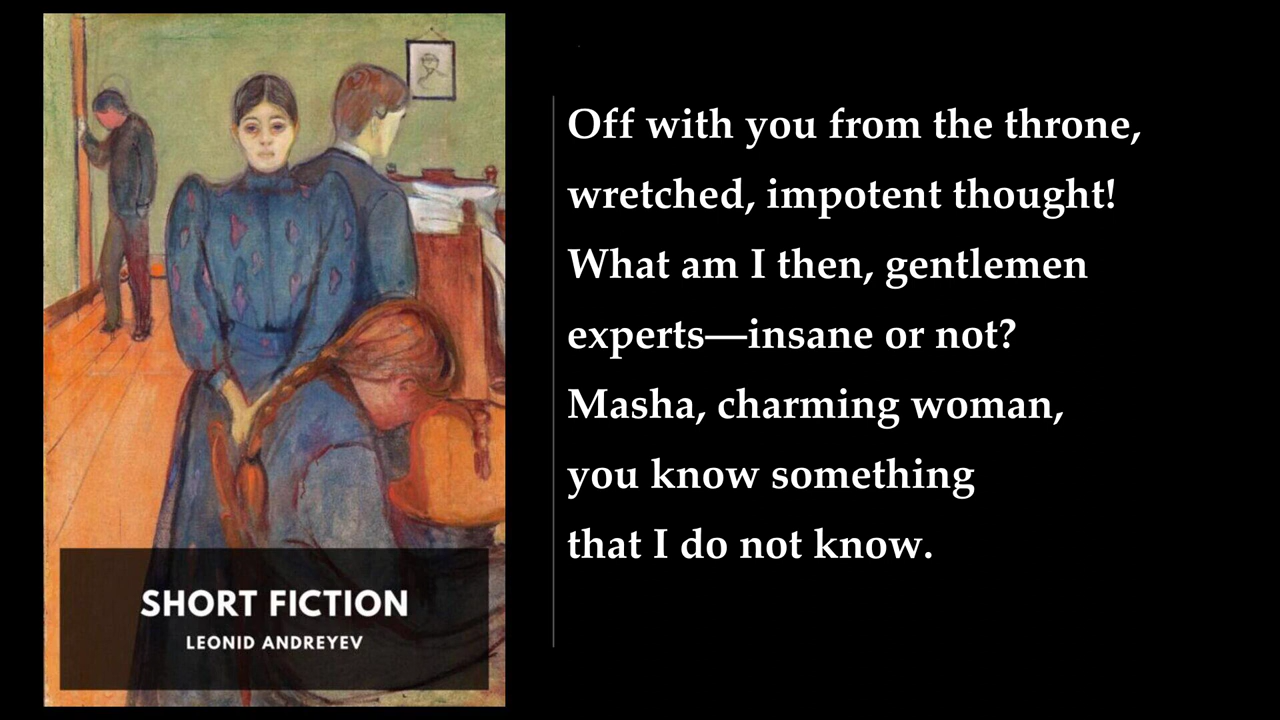 SHORT FICTION
LEONID ANDREYEV
Off with you from the throne,
wretched, impotent thought!
What am I then, gentlemen
experts—insane or not?
Masha, charming woman,
you know something
that I do not know.